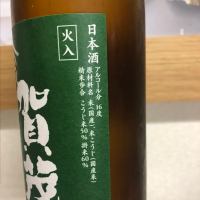 火入
日本酒
アルコール分 16度
原材料名 米(国産)、米こうじ(国産米)
精米歩合 こうじ米50% 掛米60%
賀茂